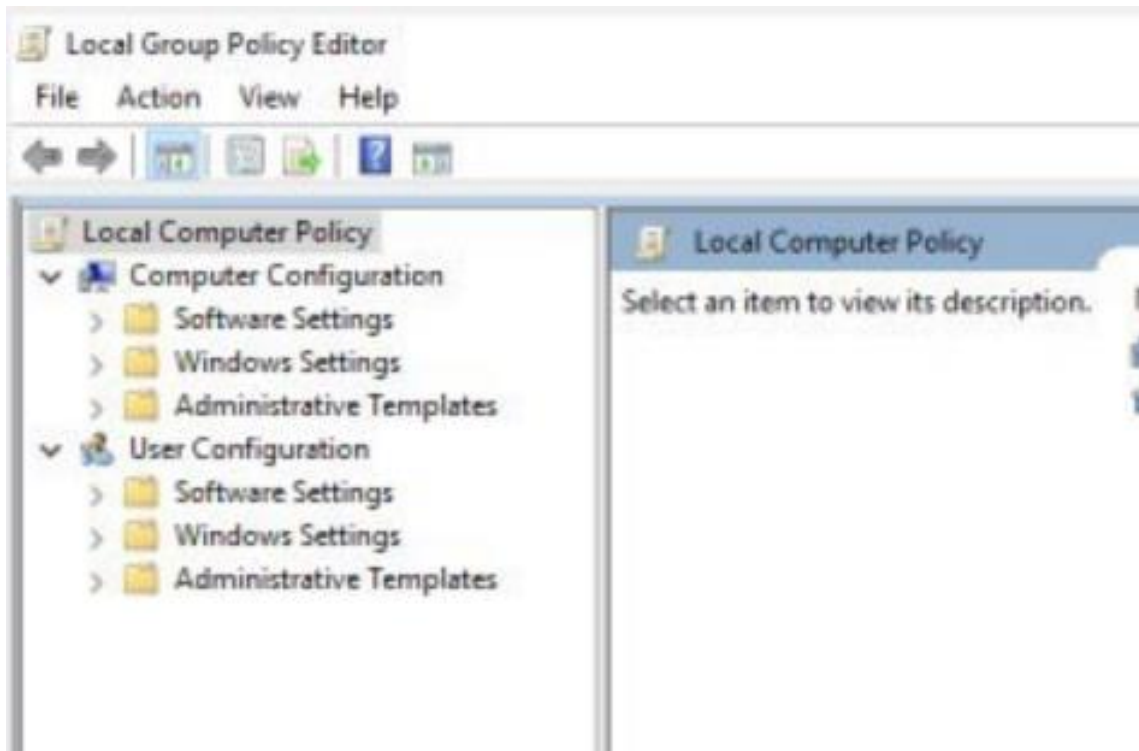 Local Group Policy Editor
File Action View Help
Local Computer Policy
Computer Configuration
Software Settings
Windows Settings
Administrative Templates
User Configuration
Software Settings
Windows Settings
Administrative Templates
Local Computer Policy
Select an item to view its description.